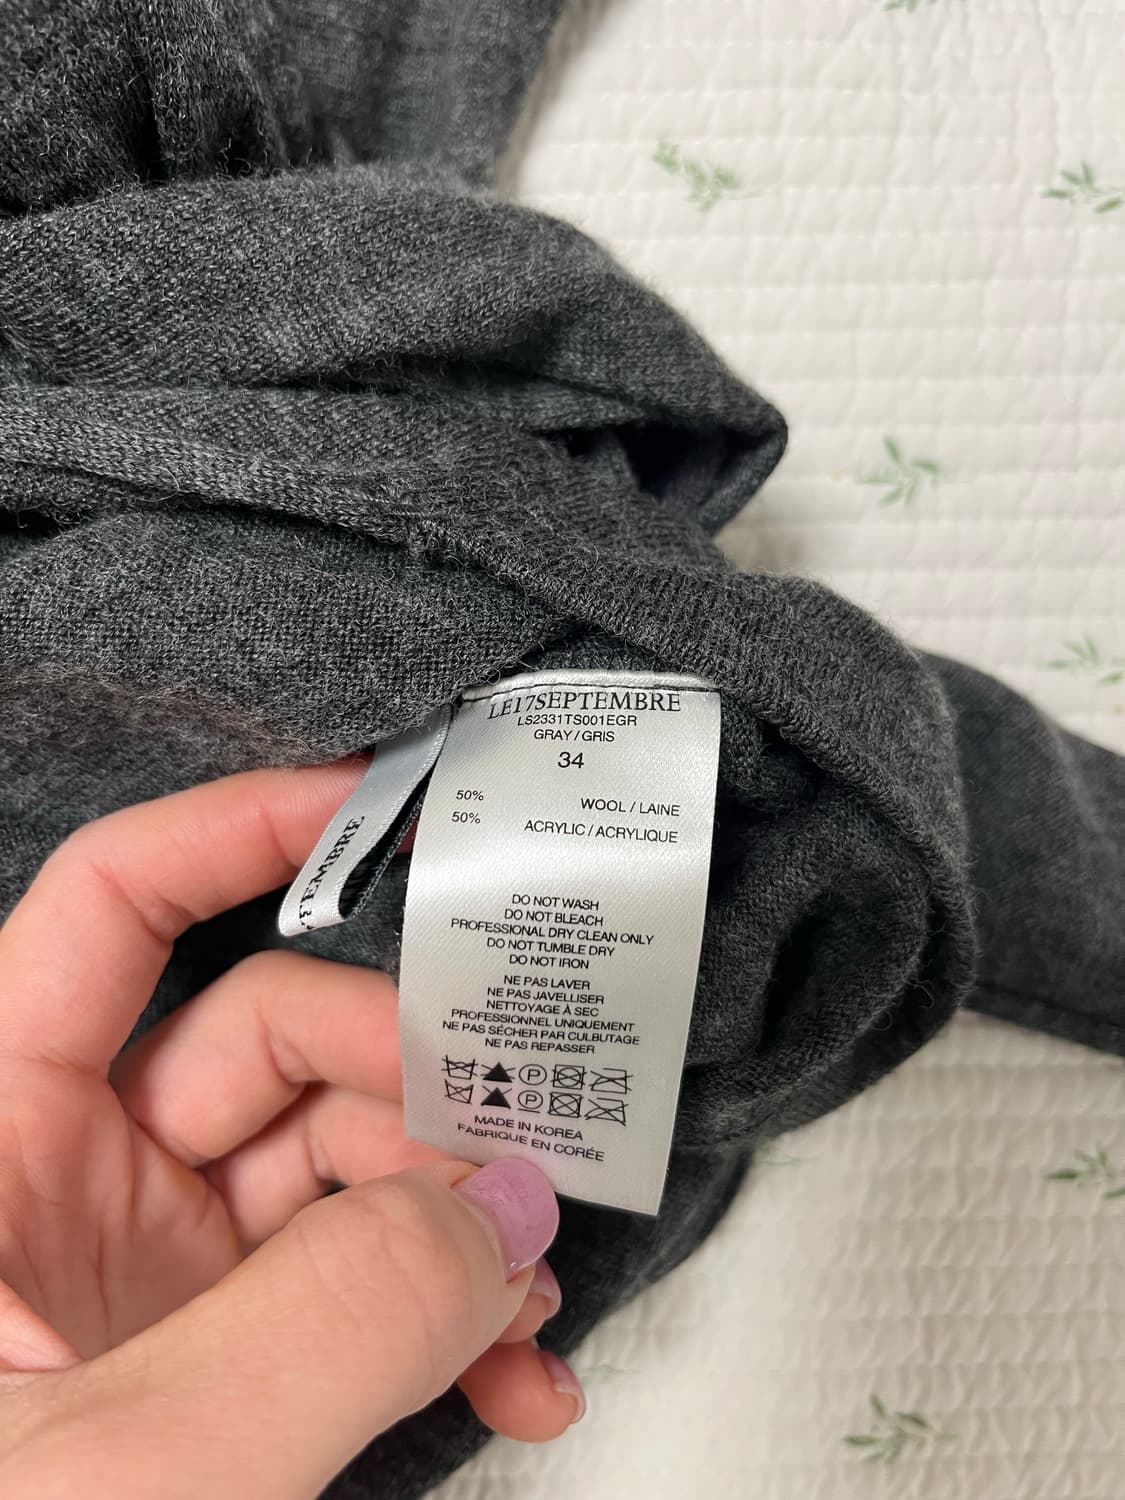 LE17SEPTEMBRE
LS2331TS001EGR
GRAY / GRIS
34
50% WOOL / LAINE
50% ACRYLIC / ACRYLIQUE
DO NOT WASH
DO NOT BLEACH
PROFESSIONAL DRY CLEAN ONLY
DO NOT TUMBLE DRY
DO NOT IRON
NE PAS LAVER
NE PAS JAVELLISER
NETTOYAGE À SEC
PROFESSIONNEL UNIQUEMENT
NE PAS SÉCHER PAR CULBUTAGE
NE PAS REPASSER
P
P
MADE IN KOREA
FABRIQUE EN CORÉE
TEMBRE